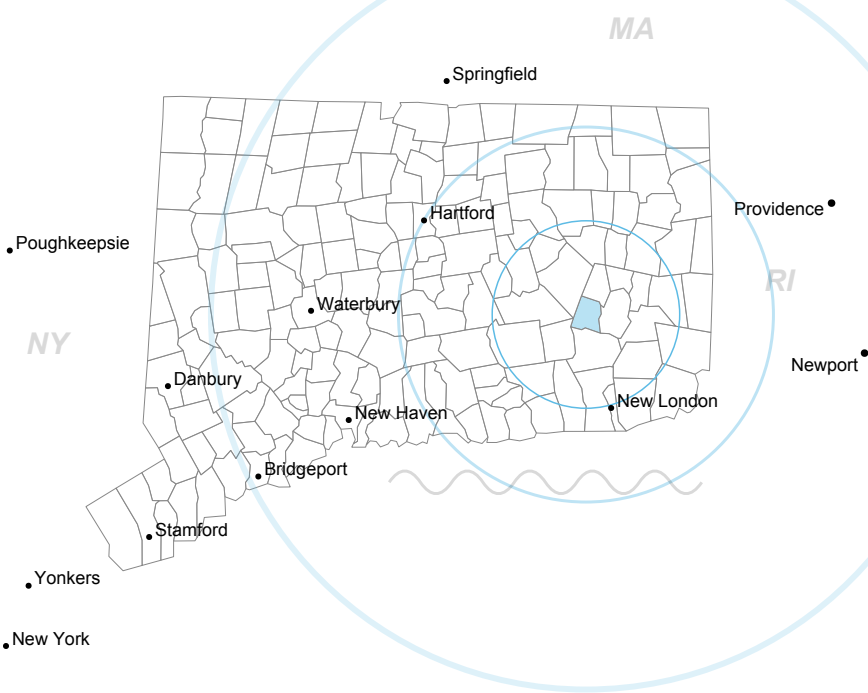 MA
Springfield
Providence
Hartford
Poughkeepsie
RI
Waterbury
NY
Newport
Danbury
New London
New Haven
Bridgeport
Stamford
Yonkers
New York